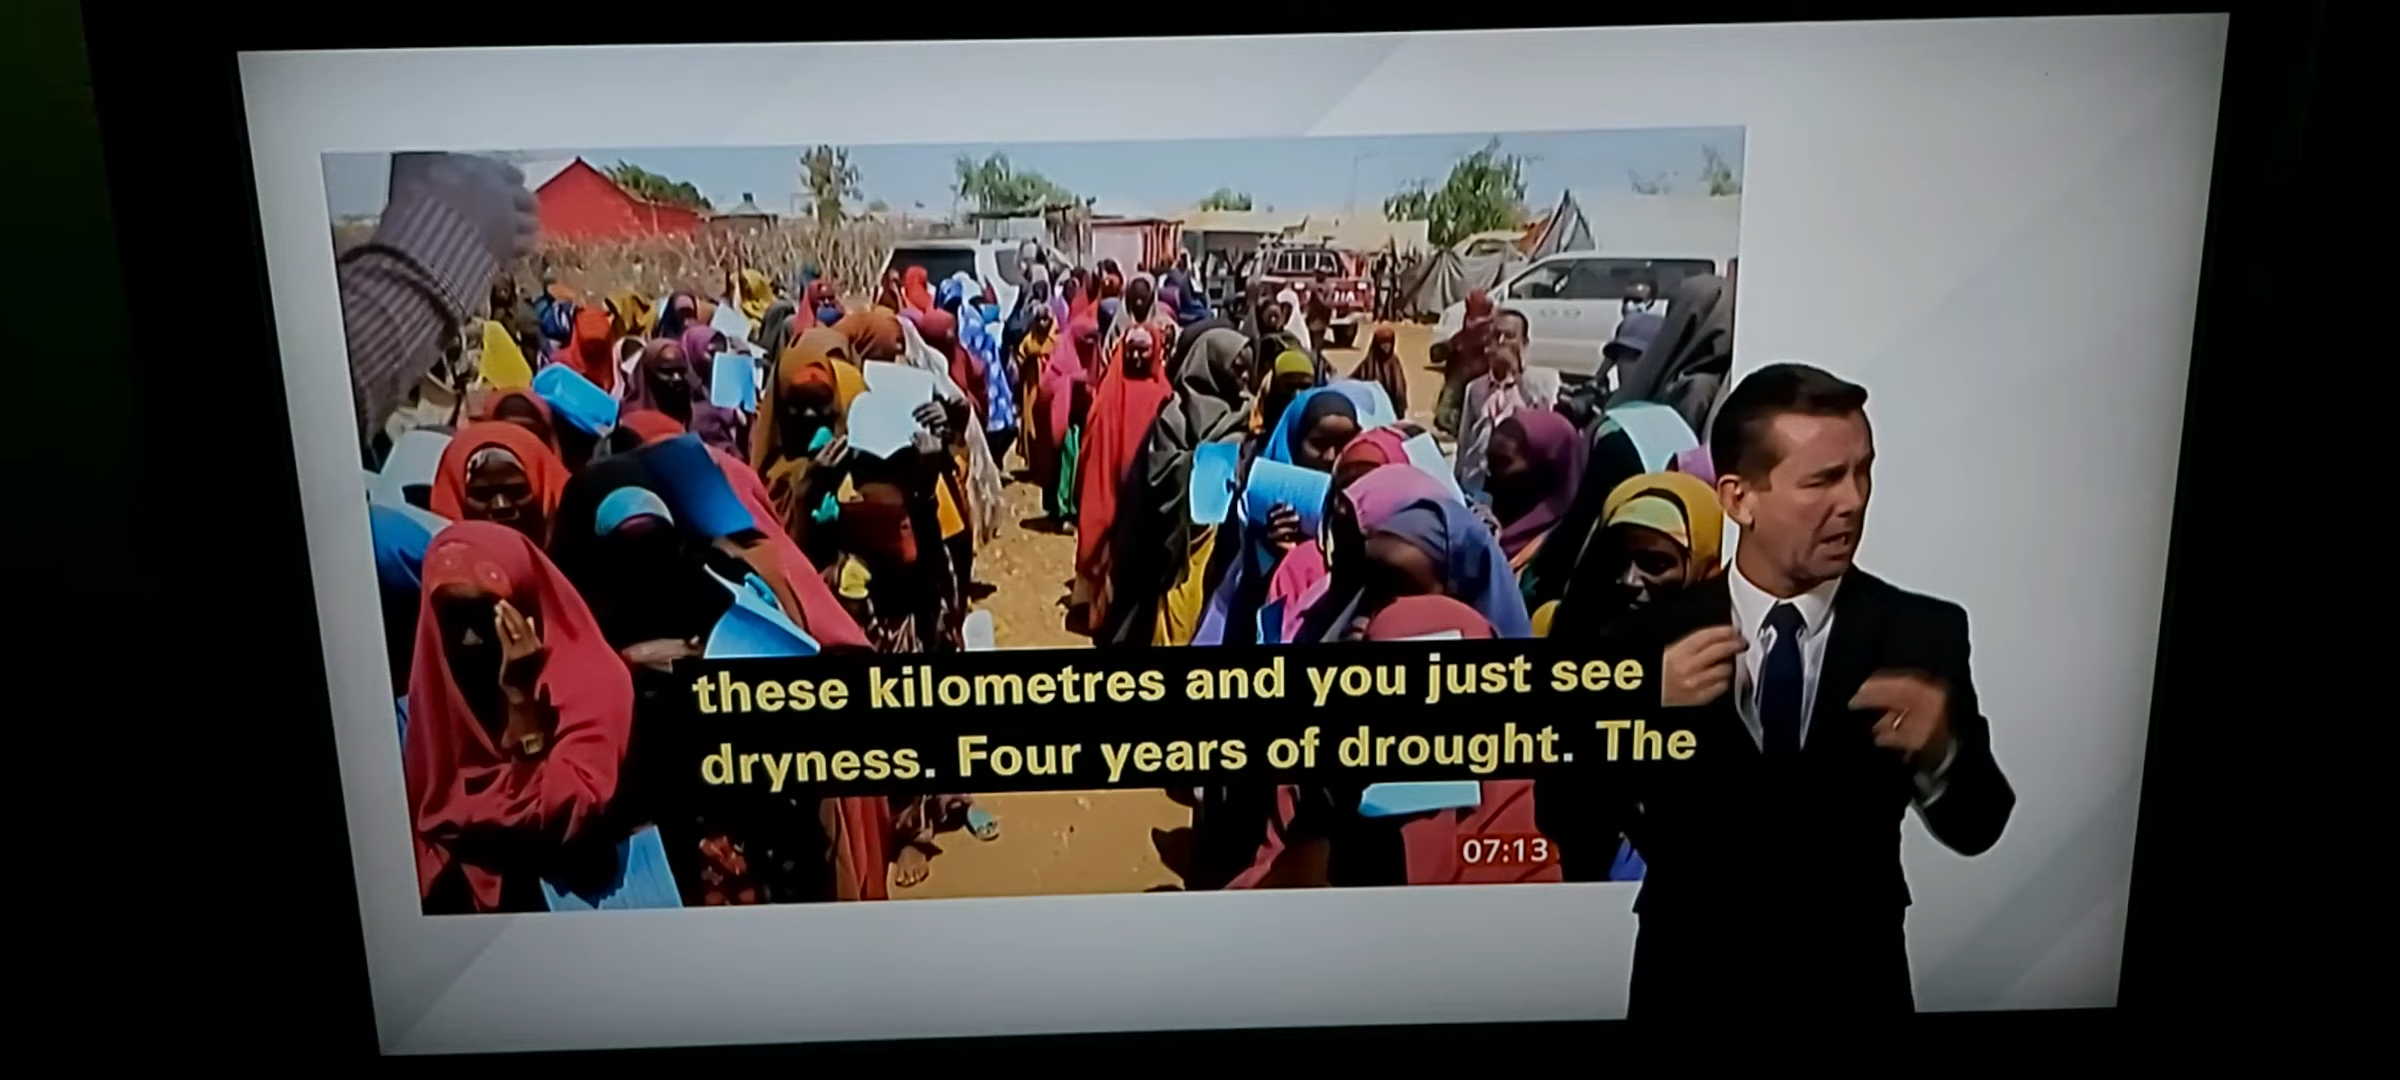 these kilometres and you just see
dryness. Four years of drought. The
07:13